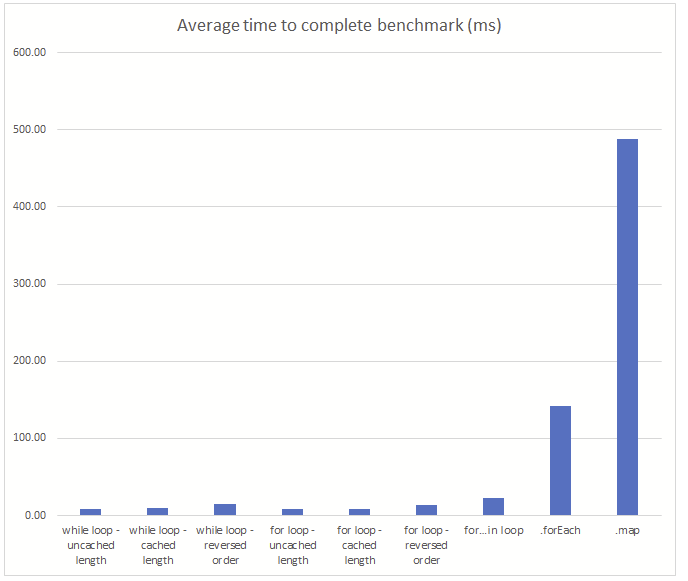 Average time to complete benchmark (ms)
600.00
500.00
400.00
300.00
200.00
100.00
0.00
while loop - uncached length
while loop - cached length
while loop - reversed order
for loop - uncached length
for loop - cached length
for loop - reversed order
for...in loop
.forEach
.map